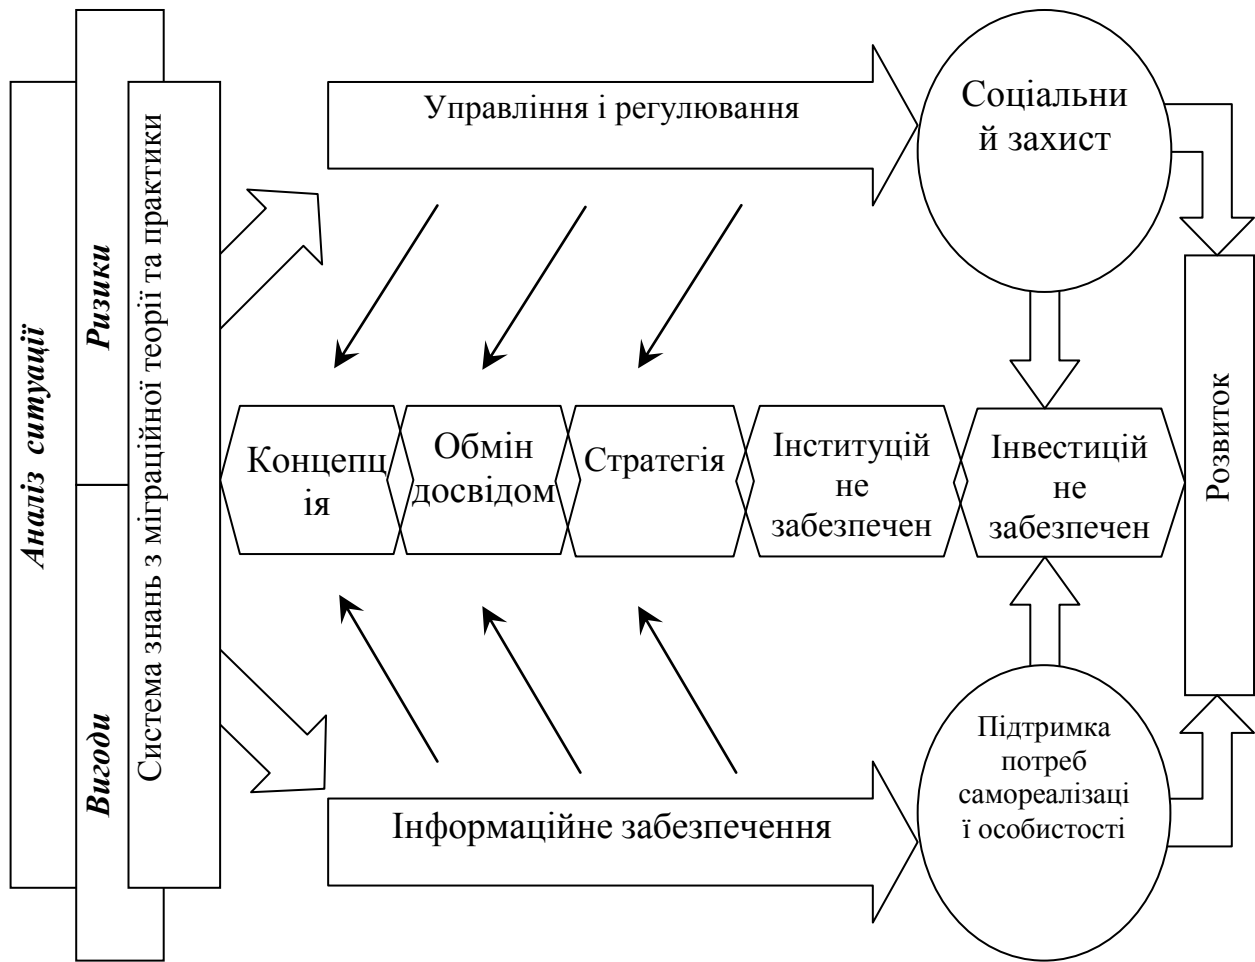 Аналіз ситуації
Ризики
Вигоди
Система знань з міграційної теорії та практики
Управління і регулювання
Соціальни
й захист
Концепц
ія
Обмін
досвідом
Стратегія
Інституцій
не
забезпечен
Інвестицій
не
забезпечен
Розвиток
Інформаційне забезпечення
Підтримка
потреб
самореалізаці
ї особистості